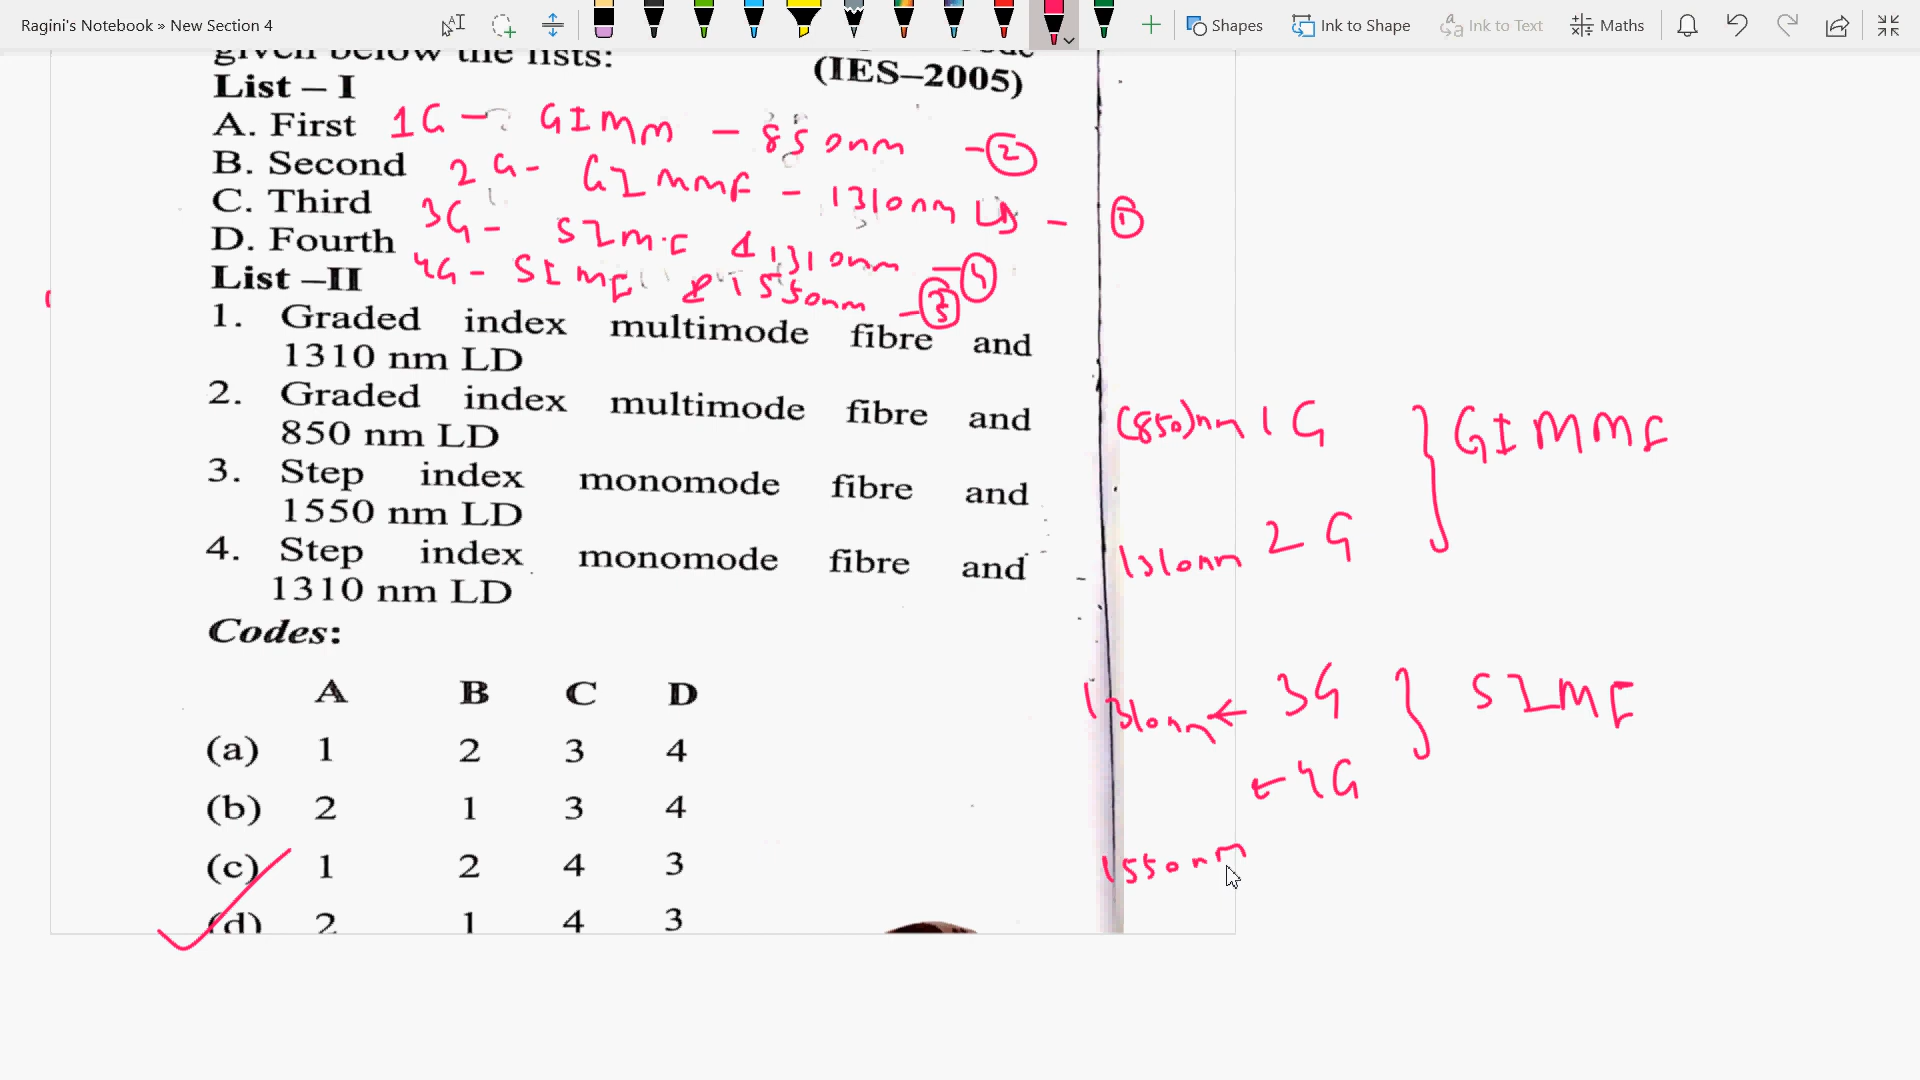 Ragini's Notebook » New Section 4
Shapes
Ink to Shape
Ink to Text
Maths
given below the lists:
code
(IES–2005)
List – I
A. First 1G – GIMM – 850nm – 2
B. Second 2G – GIMMF – 1310nm LD – 1
C. Third 3G – SIMF & 1310nm – 4
D. Fourth 4G – SIMF & 1550nm – 3
List –II
1. Graded index multimode fibre and
1310 nm LD
2. Graded index multimode fibre and
850 nm LD
3. Step index monomode fibre and
1550 nm LD
4. Step index monomode fibre and
1310 nm LD
Codes:
A B C D
(a) 1 2 3 4
(b) 2 1 3 4
(c) 1 2 4 3
(d) 2 1 4 3
(850)nm 1G } GIMMF
1310nm 2G
1310nm ← 3G } SIMF
← 4G
1550nm